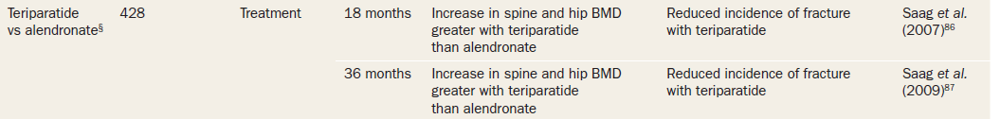 Teriparatide 428 Treatment 18 months Increase in spine and hip BMD Reduced incidence of fracture Saag et al.
vs alendronate§ greater with teriparatide with teriparatide (2007)86
than alendronate
36 months Increase in spine and hip BMD Reduced incidence of fracture Saag et al.
greater with teriparatide with teriparatide (2009)87
than alendronate